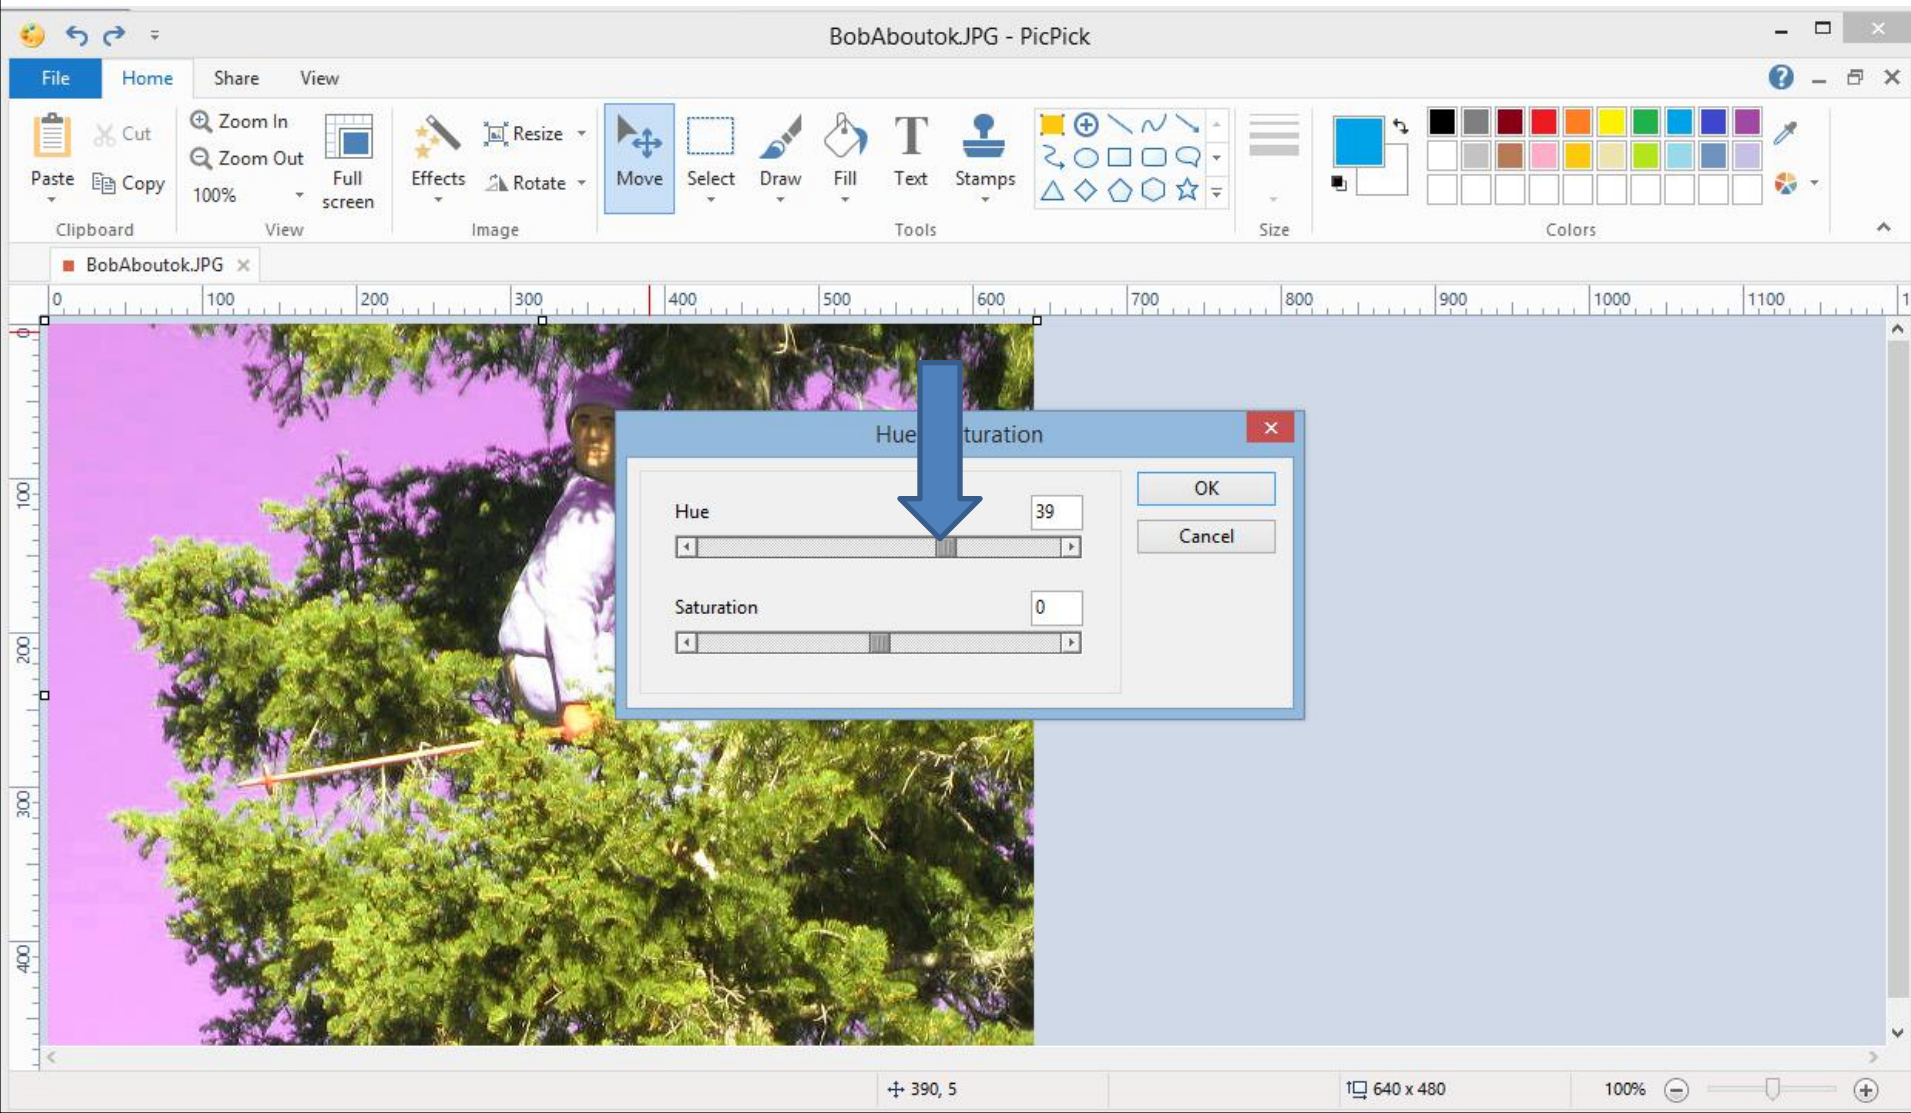 BobAboutok.JPG - PicPick
File Home Share View
Paste
Cut
Copy
Clipboard
Zoom In
Zoom Out
100%
Full screen
View
Effects
Resize
Rotate
Image
Move
Select
Draw
Fill
Text
Stamps
Tools
Size
Colors
BobAboutok.JPG
0 100 200 300 400 500 600 700 800 900 1000 1100 1
0
100
200
300
400
Hue turation
Hue 39
Saturation 0
OK
Cancel
390, 5
640 x 480
100%